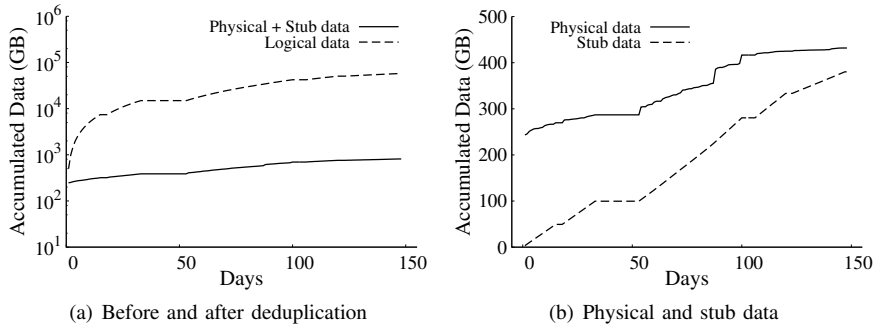 Physical + Stub data
Logical data
Accumulated Data (GB)
10^6
10^5
10^4
10^3
10^2
10^1
0 50 100 150
Days
(a) Before and after deduplication
Physical data
Stub data
Accumulated Data (GB)
500
400
300
200
100
0
0 50 100 150
Days
(b) Physical and stub data